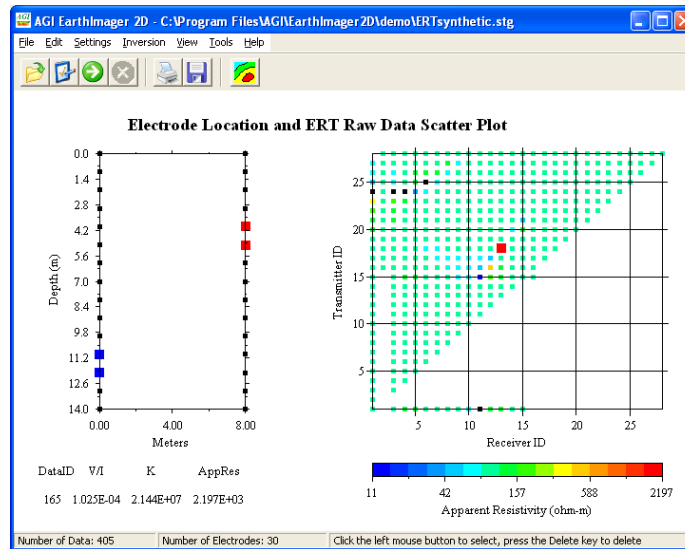 AGI EarthImager 2D - C:\Program Files\AGI\EarthImager2D\demo\ERTsynthetic.stg
File Edit Settings Inversion View Tools Help
Electrode Location and ERT Raw Data Scatter Plot
0.0
1.4
2.8
4.2
5.6
7.0
8.4
9.8
11.2
12.6
14.0
Depth (m)
0.00 4.00 8.00
Meters
25
20
15
10
5
Transmitter ID
5 10 15 20 25
Receiver ID
DataID V/I K AppRes
165 1.025E-04 2.144E+07 2.197E+03
11 42 157 588 2197
Apparent Resistivity (ohm-m)
Number of Data: 405 Number of Electrodes: 30 Click the left mouse button to select, press the Delete key to delete